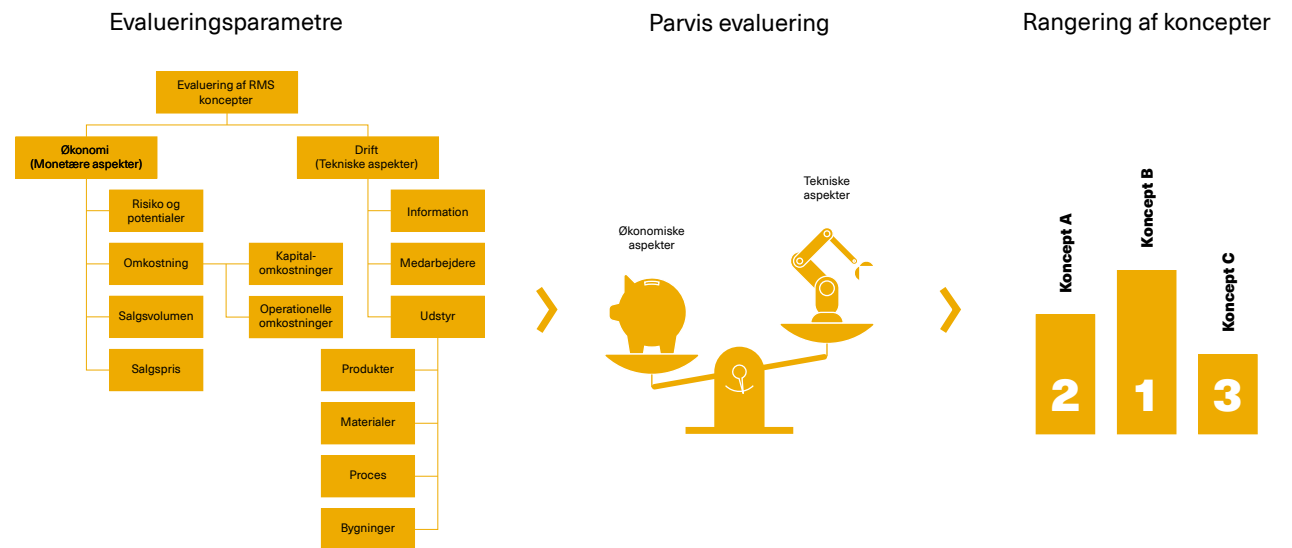 Evalueringsparametre
Evaluering af RMS
koncepter
Økonomi
(Monetære aspekter)
Drift
(Tekniske aspekter)
Risiko og
potentialer
Information
Omkostning
Kapital-
omkostninger
Medarbejdere
Salgsvolumen
Operationelle
omkostninger
Udstyr
Salgspris
Produkter
Materialer
Proces
Bygninger
Parvis evaluering
Økonomiske
aspekter
Tekniske
aspekter
Rangering af koncepter
Koncept A
Koncept B
Koncept C
2
1
3